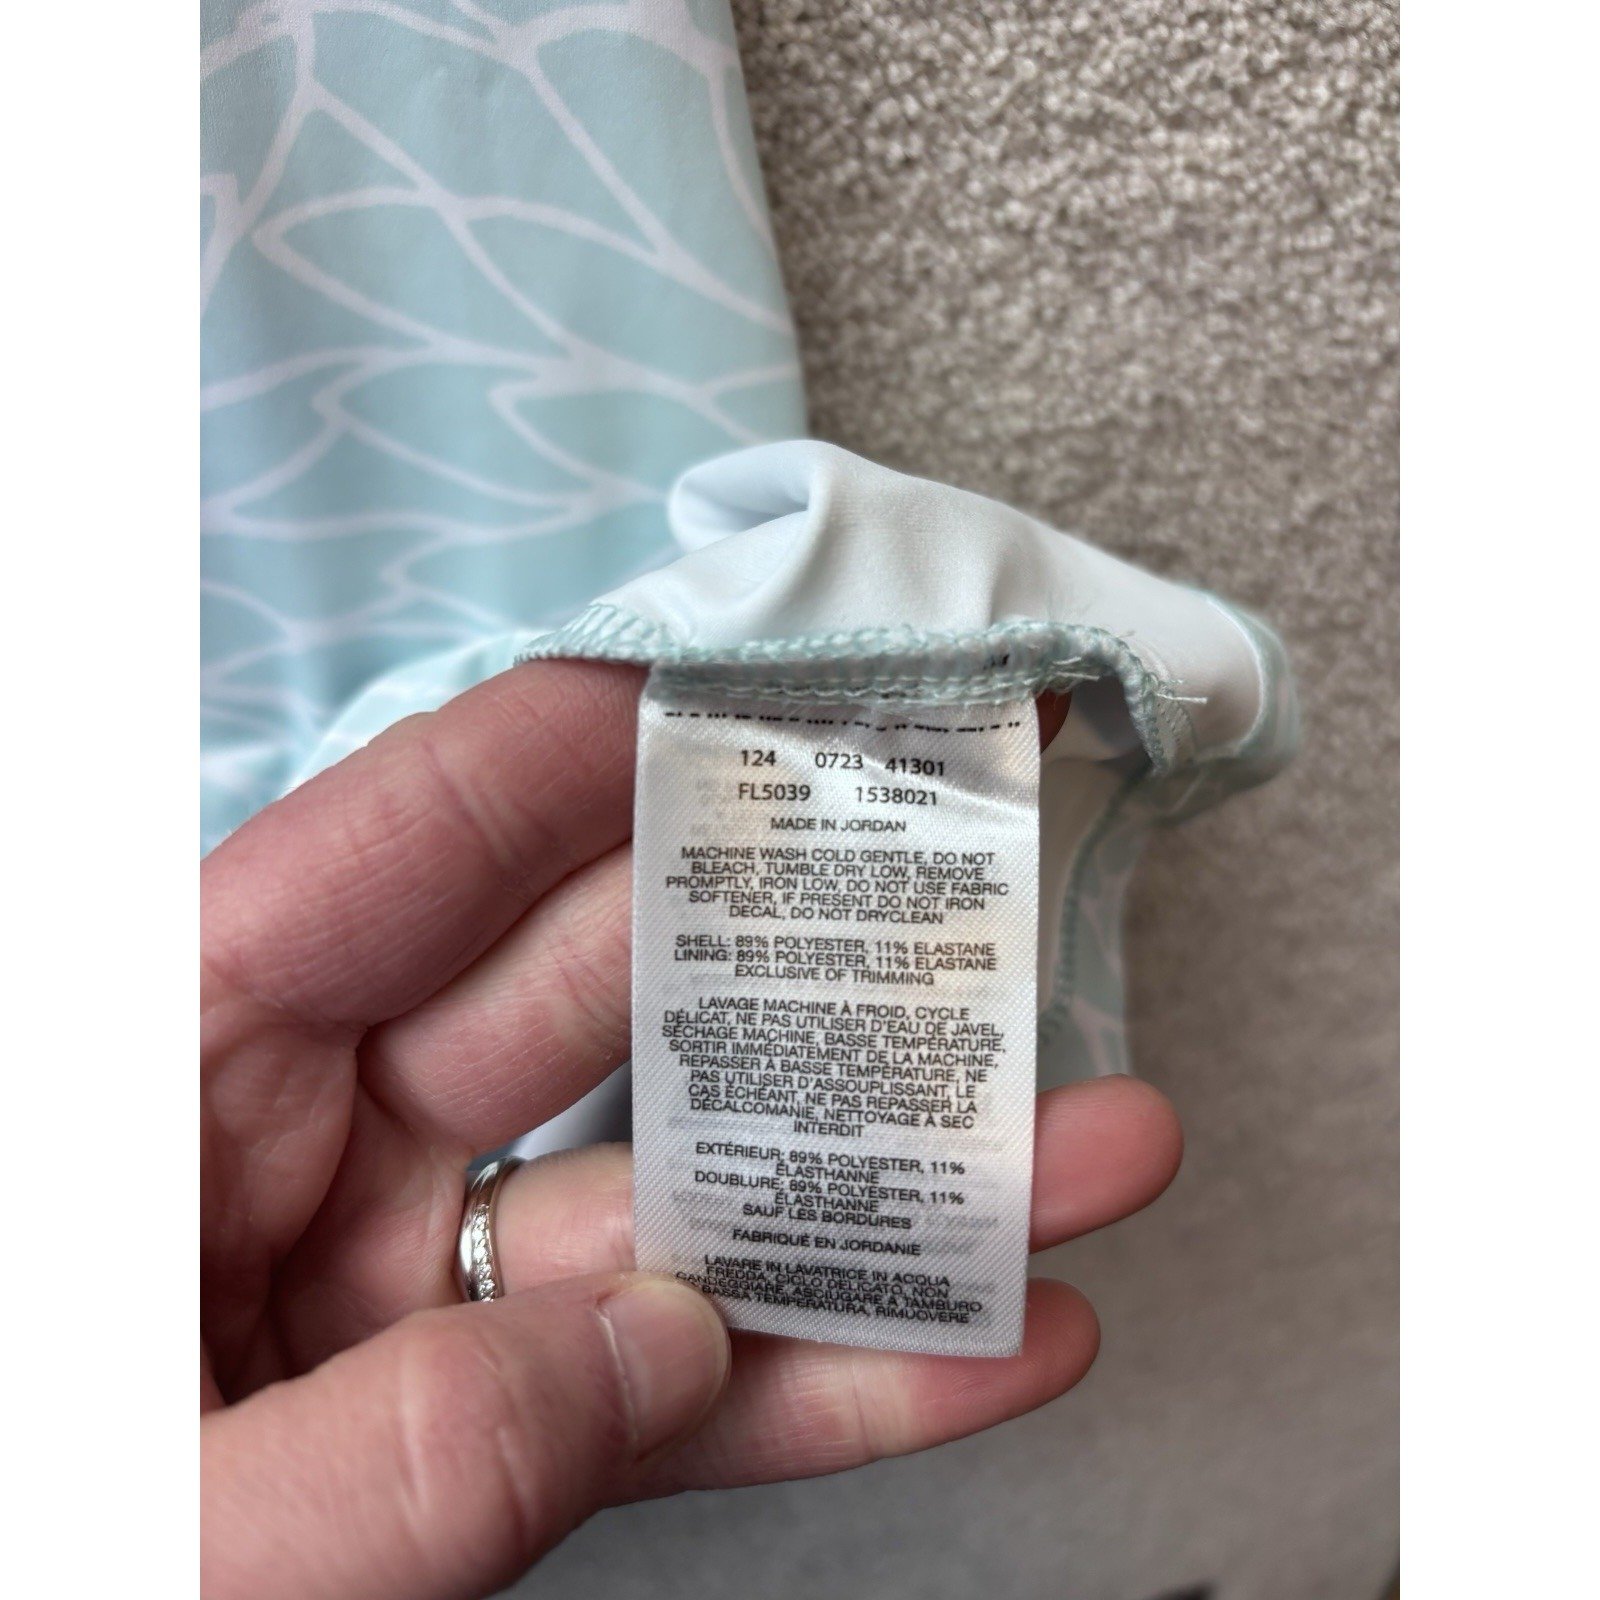 124 0723 41301
FL5039 1538021
MADE IN JORDAN
MACHINE WASH COLD GENTLE, DO NOT
BLEACH, TUMBLE DRY LOW, REMOVE
PROMPTLY, IRON LOW, DO NOT USE FABRIC
SOFTENER, IF PRESENT DO NOT IRON
DECAL, DO NOT DRYCLEAN
SHELL: 89% POLYESTER, 11% ELASTANE
LINING: 89% POLYESTER, 11% ELASTANE
EXCLUSIVE OF TRIMMING
LAVAGE MACHINE À FROID, CYCLE
DÉLICAT, NE PAS UTILISER D'EAU DE JAVEL,
SÉCHAGE MACHINE, BASSE TEMPÉRATURE,
SORTIR IMMÉDIATEMENT DE LA MACHINE,
REPASSER À BASSE TEMPÉRATURE, NE
PAS UTILISER D'ASSOUPLISSANT, LE
CAS ÉCHÉANT, NE PAS REPASSER LA
DÉCALCOMANIE, NETTOYAGE À SEC
INTERDIT
EXTÉRIEUR: 89% POLYESTER, 11%
ÉLASTHANNE
DOUBLURE: 89% POLYESTER, 11%
ÉLASTHANNE
SAUF LES BORDURES
FABRIQUÉ EN JORDANIE
LAVARE IN LAVATRICE IN ACQUA
FREDDA, CICLO DELICATO, NON
CANDEGGIARE, ASCIUGARE A TAMBURO
BASSA TEMPERATURA, RIMUOVERE